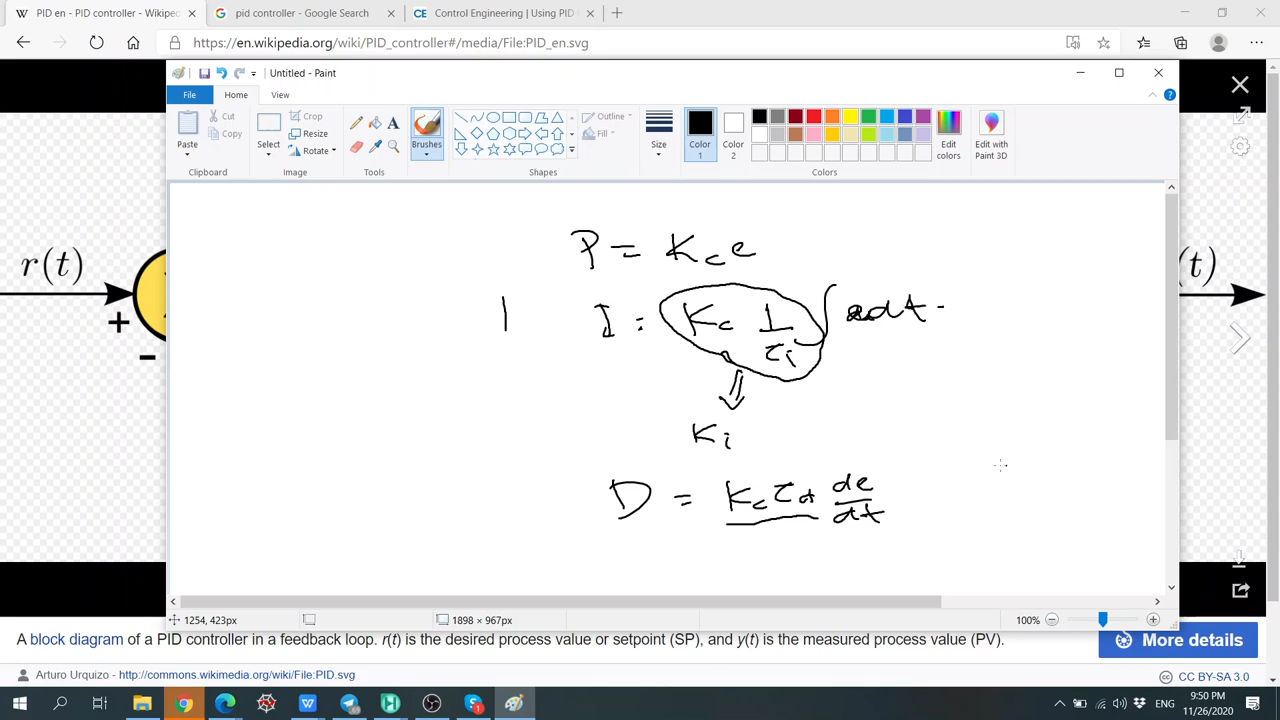 PID en - PID controller - Wikiped
pid controller - Google Search
CE Control Engineering | Using PID
https://en.wikipedia.org/wiki/PID_controller#/media/File:PID_en.svg
Untitled - Paint
File Home View
Paste Cut Copy Clipboard
Select Crop Resize Rotate Image
A Tools
Brushes
Outline Fill Shapes
Size
Color 1 Color 2 Edit colors Colors
Edit with Paint 3D
P = Kc e
I = Kc 1/τi ∫ edt
Ki
D = Kc τd de/dt
r(t)
+
-
(t)
1254, 423px 1898 × 967px 100%
A block diagram of a PID controller in a feedback loop. r(t) is the desired process value or setpoint (SP), and y(t) is the measured process value (PV).
More details
Arturo Urquizo - http://commons.wikimedia.org/wiki/File:PID.svg
CC BY-SA 3.0
ENG 9:50 PM
11/26/2020